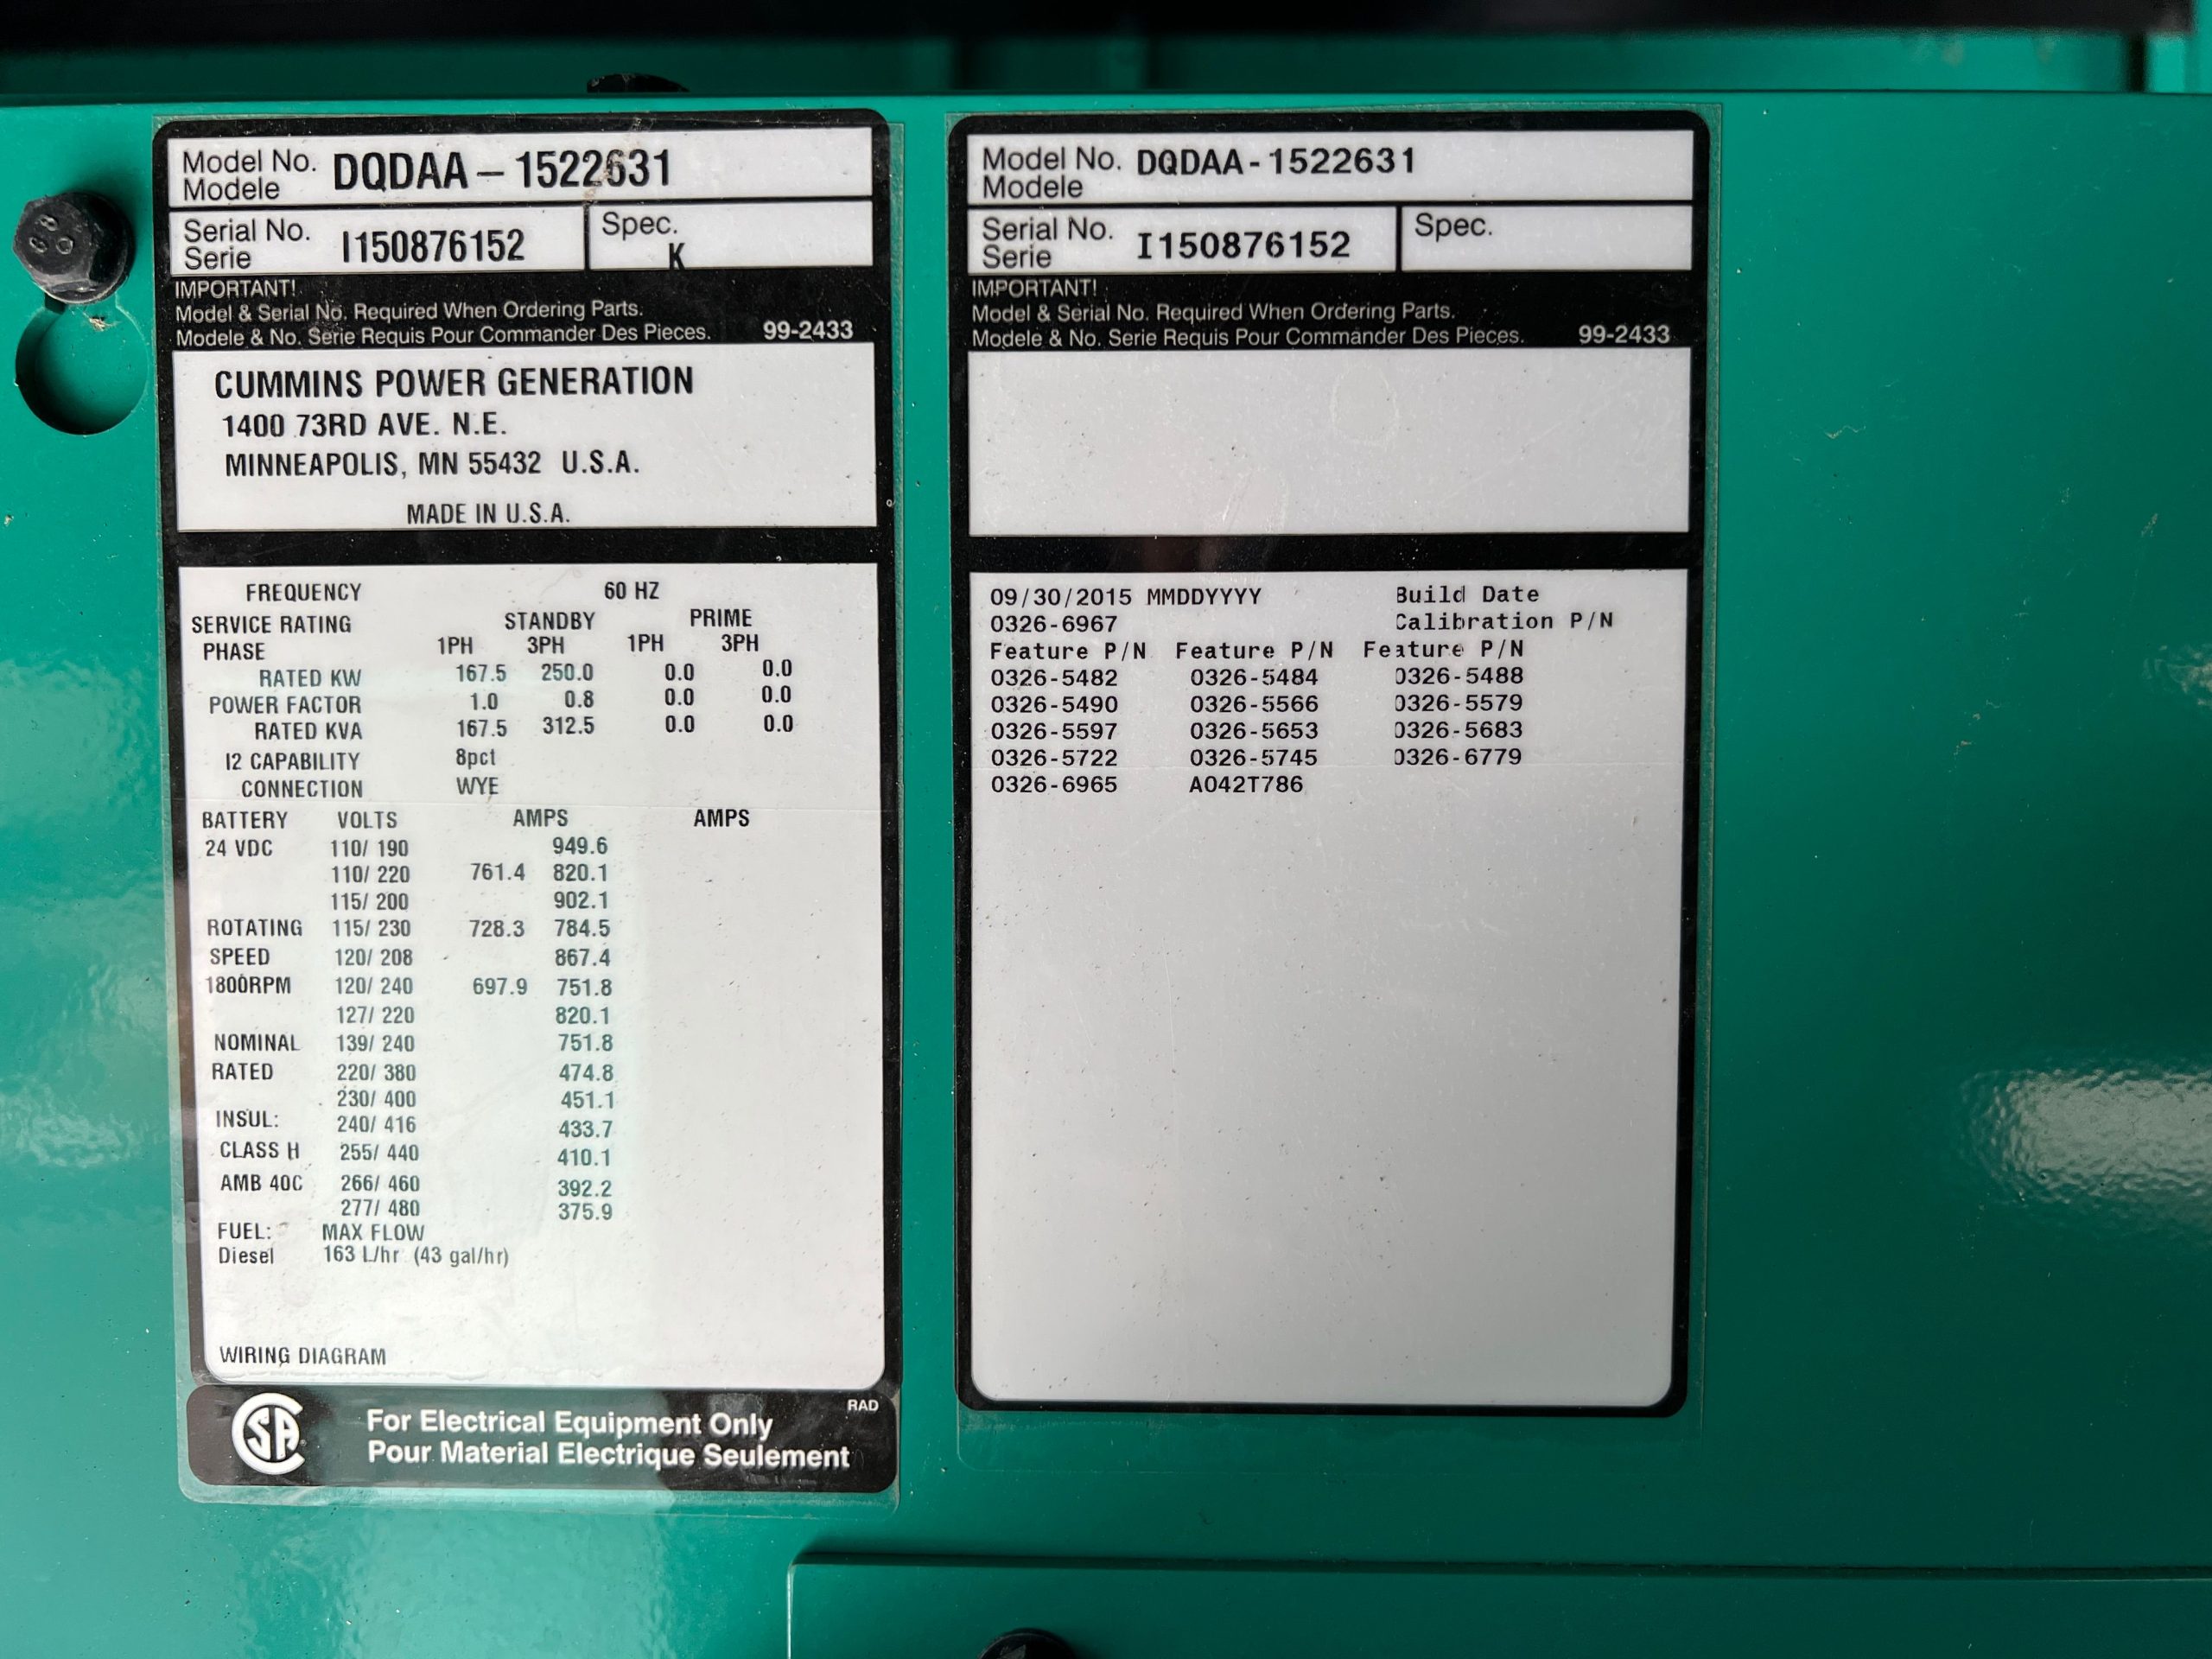 Model No. DQDAA – 1522631
Modele
Serial No. I150876152
Serie
Spec.
K
IMPORTANT!
Model & Serial No. Required When Ordering Parts.
Modele & No. Serie Requis Pour Commander Des Pieces. 99-2433
CUMMINS POWER GENERATION
1400 73RD AVE. N.E.
MINNEAPOLIS, MN 55432 U.S.A.
MADE IN U.S.A.
FREQUENCY 60 HZ
SERVICE RATING STANDBY PRIME
PHASE 1PH 3PH 1PH 3PH
RATED KW 167.5 250.0 0.0 0.0
POWER FACTOR 1.0 0.8 0.0 0.0
RATED KVA 167.5 312.5 0.0 0.0
I2 CAPABILITY 8pct
CONNECTION WYE
BATTERY VOLTS AMPS AMPS
24 VDC 110/ 190 949.6
110/ 220 761.4 820.1
115/ 200 902.1
ROTATING 115/ 230 728.3 784.5
SPEED 120/ 208 867.4
1800RPM 120/ 240 697.9 751.8
127/ 220 820.1
NOMINAL 139/ 240 751.8
RATED 220/ 380 474.8
230/ 400 451.1
INSUL: 240/ 416 433.7
CLASS H 255/ 440 410.1
AMB 40C 266/ 460 392.2
277/ 480 375.9
FUEL: MAX FLOW
Diesel 163 L/hr (43 gal/hr)
WIRING DIAGRAM
RAD
SA
For Electrical Equipment Only
Pour Material Electrique Seulement
Model No. DQDAA - 1522631
Modele
Serial No. I150876152
Serie
Spec.
IMPORTANT!
Model & Serial No. Required When Ordering Parts.
Modele & No. Serie Requis Pour Commander Des Pieces. 99-2433
09/30/2015 MMDDYYYY Build Date
0326-6967 Calibration P/N
Feature P/N Feature P/N Feature P/N
0326-5482 0326-5484 0326-5488
0326-5490 0326-5566 0326-5579
0326-5597 0326-5653 0326-5683
0326-5722 0326-5745 0326-6779
0326-6965 A042T786